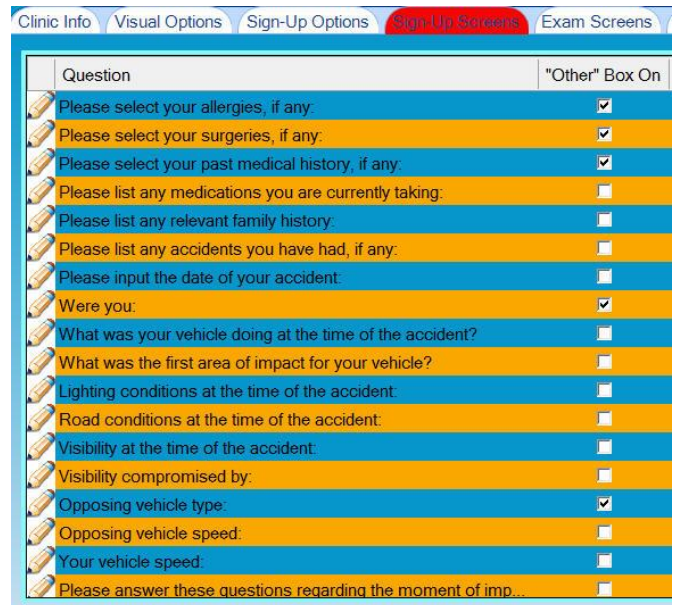 Clinic Info Visual Options Sign-Up Options Sign-Up Screens Exam Screens
Question "Other" Box On
Please select your allergies, if any:
Please select your surgeries, if any:
Please select your past medical history, if any:
Please list any medications you are currently taking:
Please list any relevant family history:
Please list any accidents you have had, if any:
Please input the date of your accident:
Were you:
What was your vehicle doing at the time of the accident?
What was the first area of impact for your vehicle?
Lighting conditions at the time of the accident:
Road conditions at the time of the accident:
Visibility at the time of the accident:
Visibility compromised by:
Opposing vehicle type:
Opposing vehicle speed:
Your vehicle speed:
Please answer these questions regarding the moment of imp...